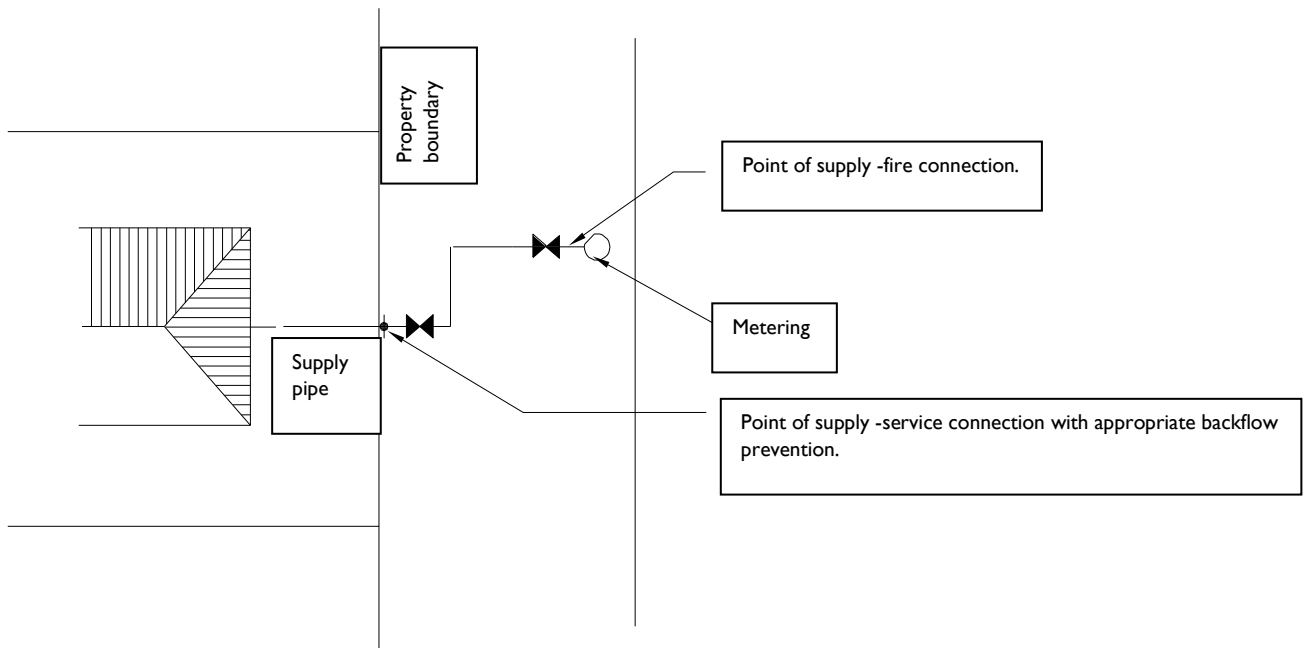 Property
boundary
Point of supply -fire connection.
Metering
Supply
pipe
Point of supply -service connection with appropriate backflow
prevention.